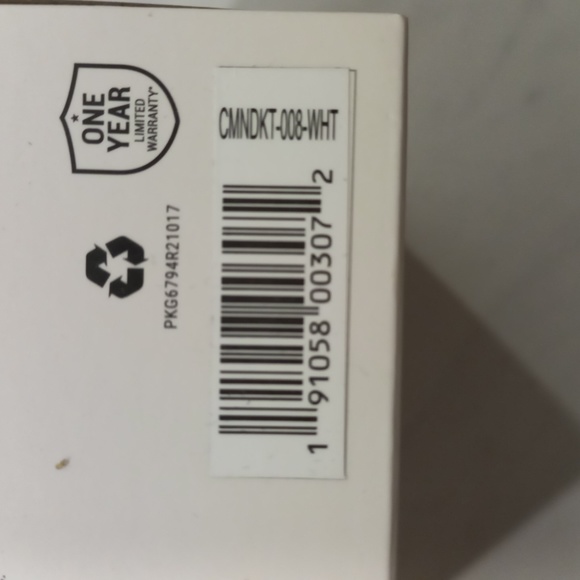 ONE
YEAR
LIMITED
WARRANTY*
PKG6794R21017
CMNDKT-008-WHT
1 91058 00307 2